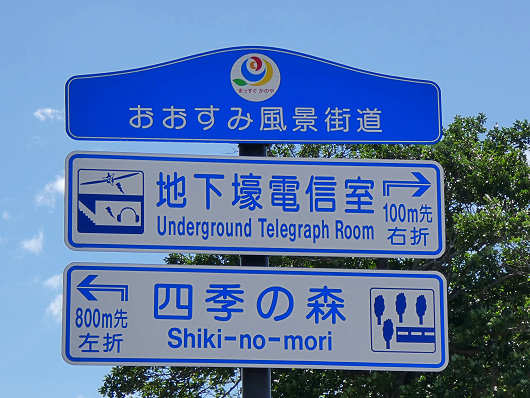 まっすぐ かのや
おおすみ風景街道
地下壕電信室
Underground Telegraph Room
100m先
右折
800m先
左折
四季の森
Shiki-no-mori